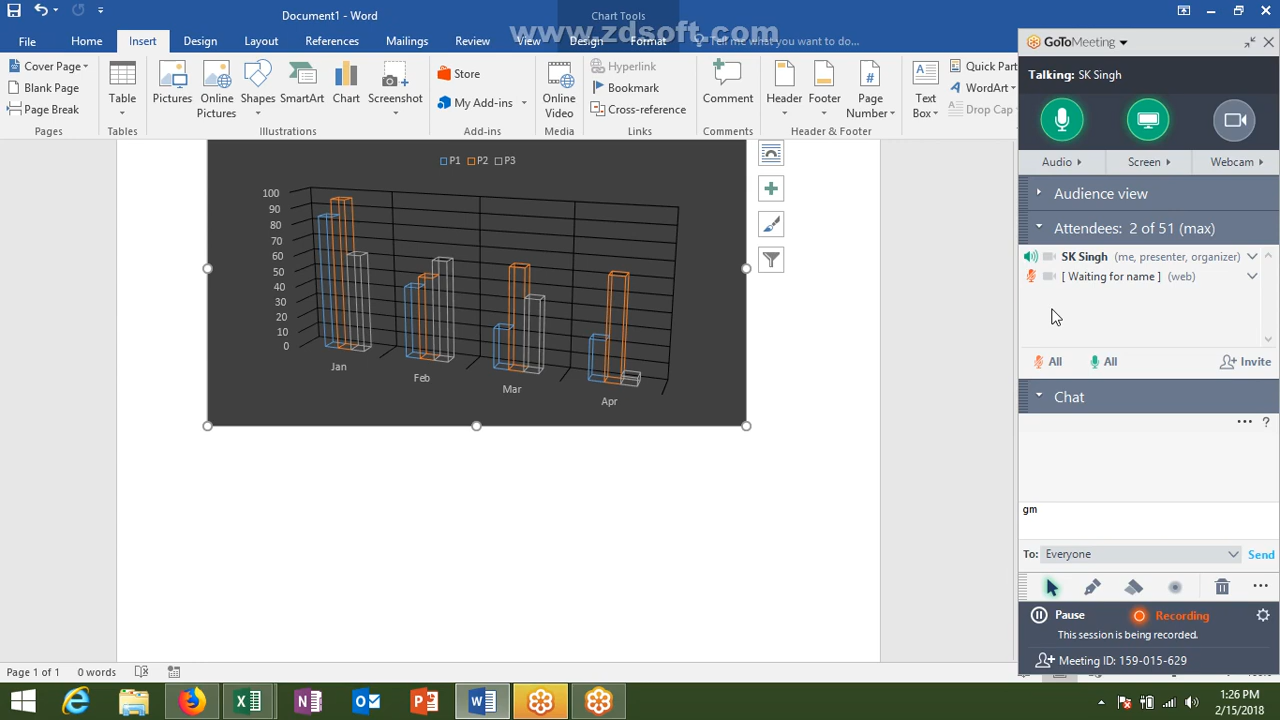 Document1 - Word
Chart Tools
www.zdsoft.com
File Home Insert Design Layout References Mailings Review View Design Format Tell me what you want to do...
Cover Page
Blank Page
Page Break
Pages
Table
Tables
Pictures
Online Pictures
Shapes
SmartArt
Chart
Screenshot
Illustrations
Store
My Add-ins
Add-ins
Online Video
Media
Hyperlink
Bookmark
Cross-reference
Links
Comment
Comments
Header
Footer
Page Number
Header & Footer
Text Box
Quick Part
WordArt
Drop Cap
P1 P2 P3
100
90
80
70
60
50
40
30
20
10
0
Jan
Feb
Mar
Apr
GoToMeeting
Talking: SK Singh
Audio Screen Webcam
Audience view
Attendees: 2 of 51 (max)
SK Singh (me, presenter, organizer)
[ Waiting for name ] (web)
All All Invite
Chat
... ?
gm
To: Everyone Send
Pause Recording
This session is being recorded.
Meeting ID: 159-015-629
Page 1 of 1 0 words
1:26 PM
2/15/2018